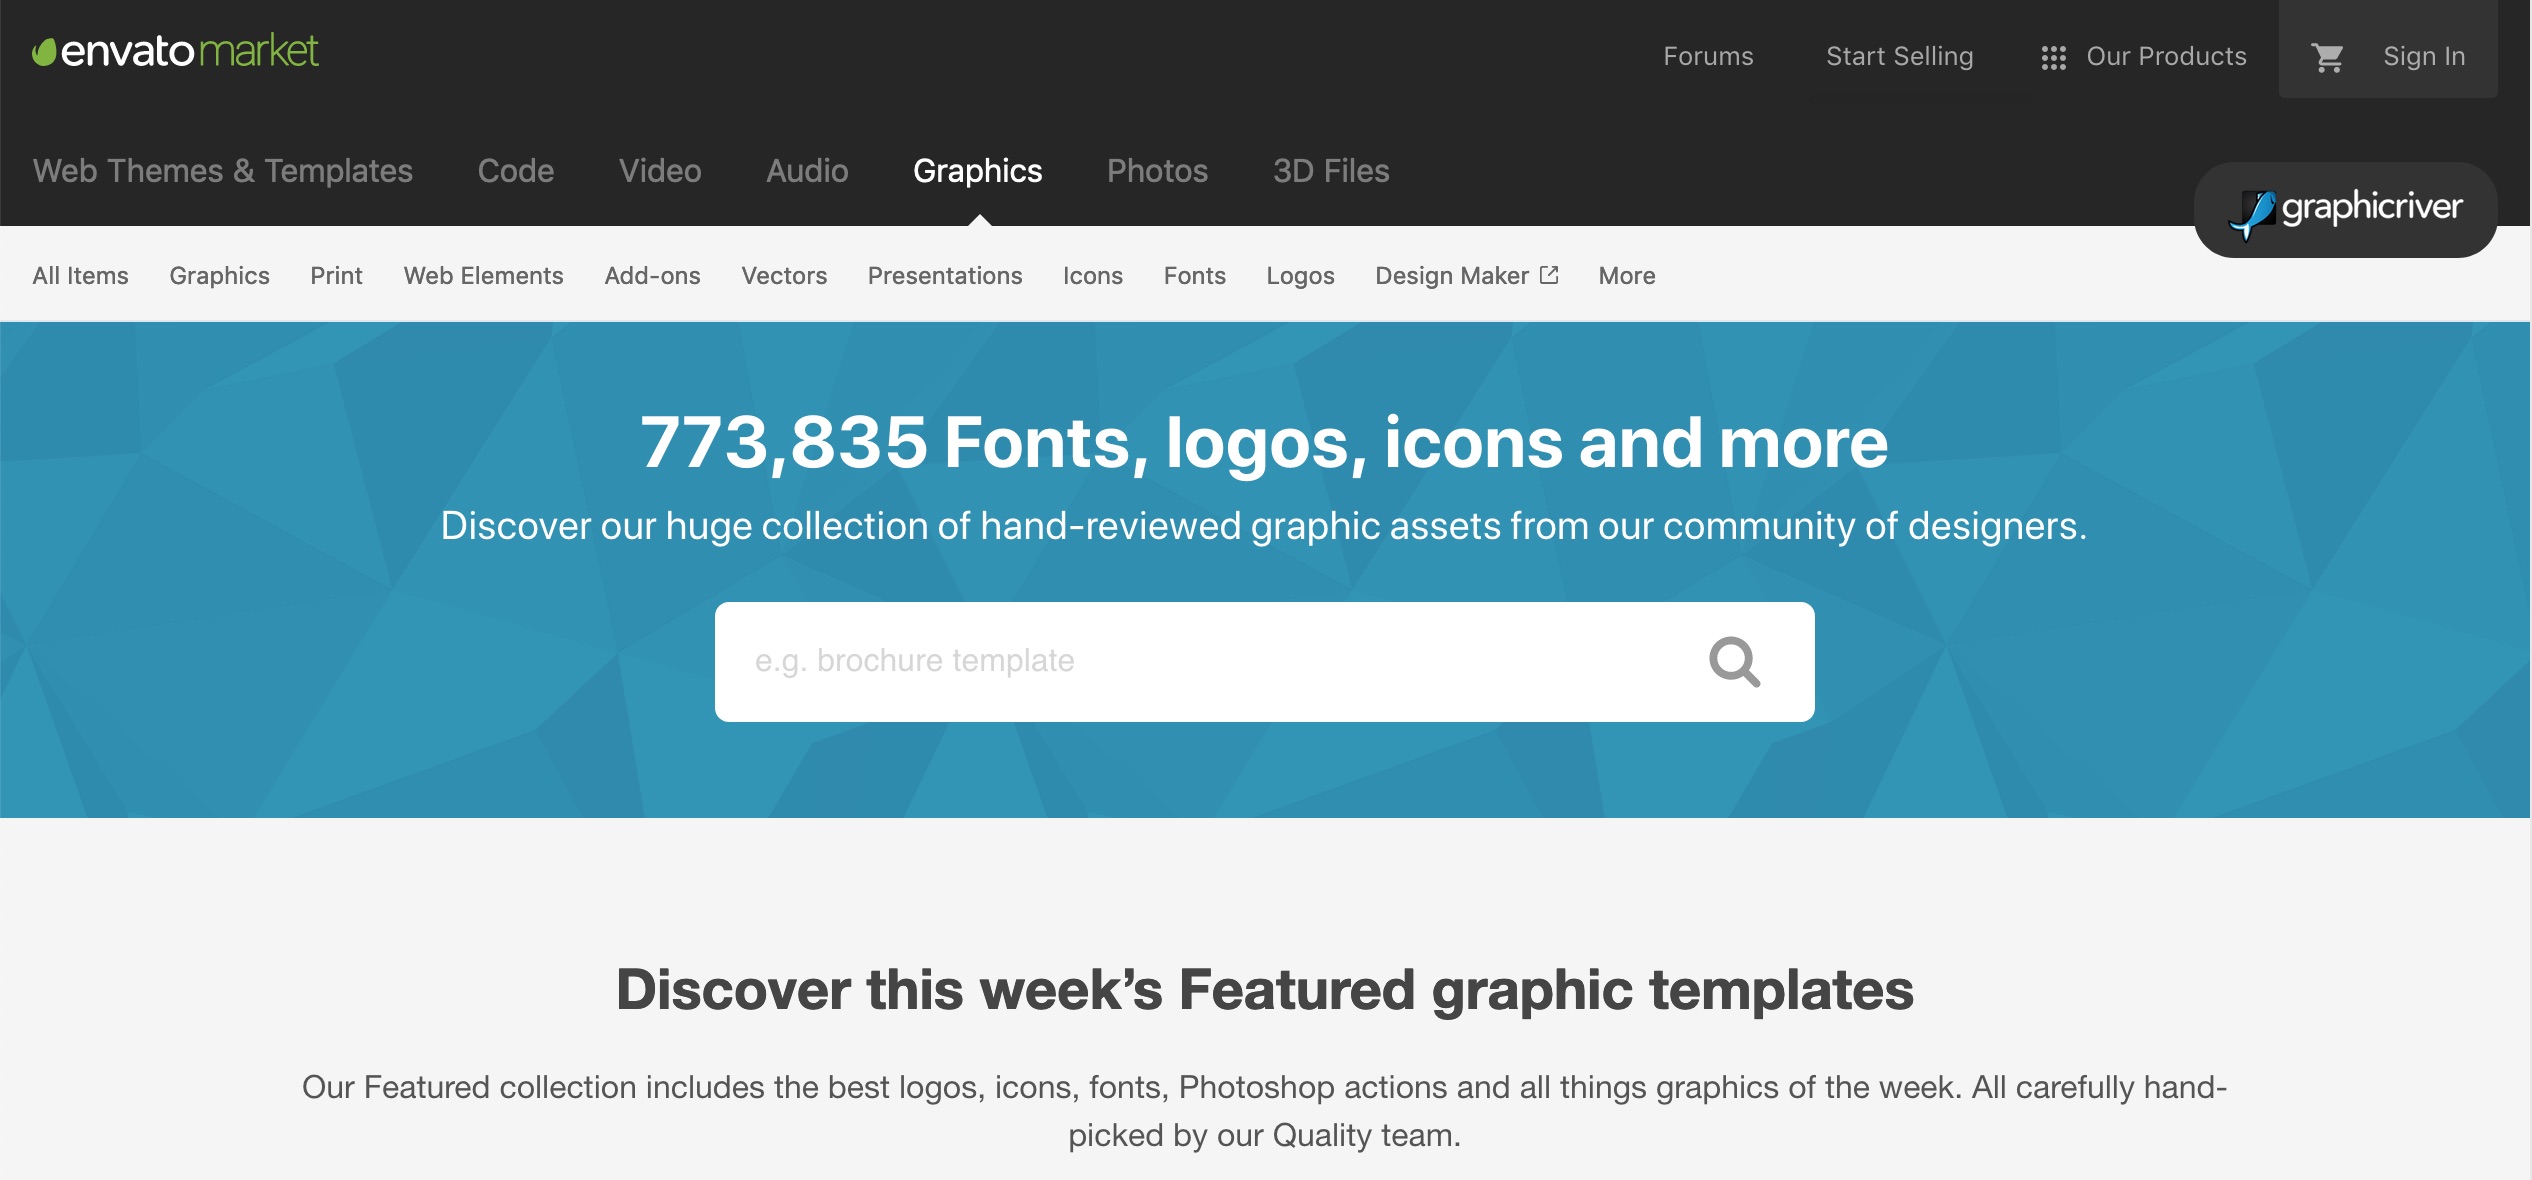 envato market
Forums Start Selling Our Products Sign In
Web Themes & Templates Code Video Audio Graphics Photos 3D Files
graphicriver
All Items Graphics Print Web Elements Add-ons Vectors Presentations Icons Fonts Logos Design Maker More
773,835 Fonts, logos, icons and more
Discover our huge collection of hand-reviewed graphic assets from our community of designers.
e.g. brochure template
Discover this week’s Featured graphic templates
Our Featured collection includes the best logos, icons, fonts, Photoshop actions and all things graphics of the week. All carefully hand-
picked by our Quality team.